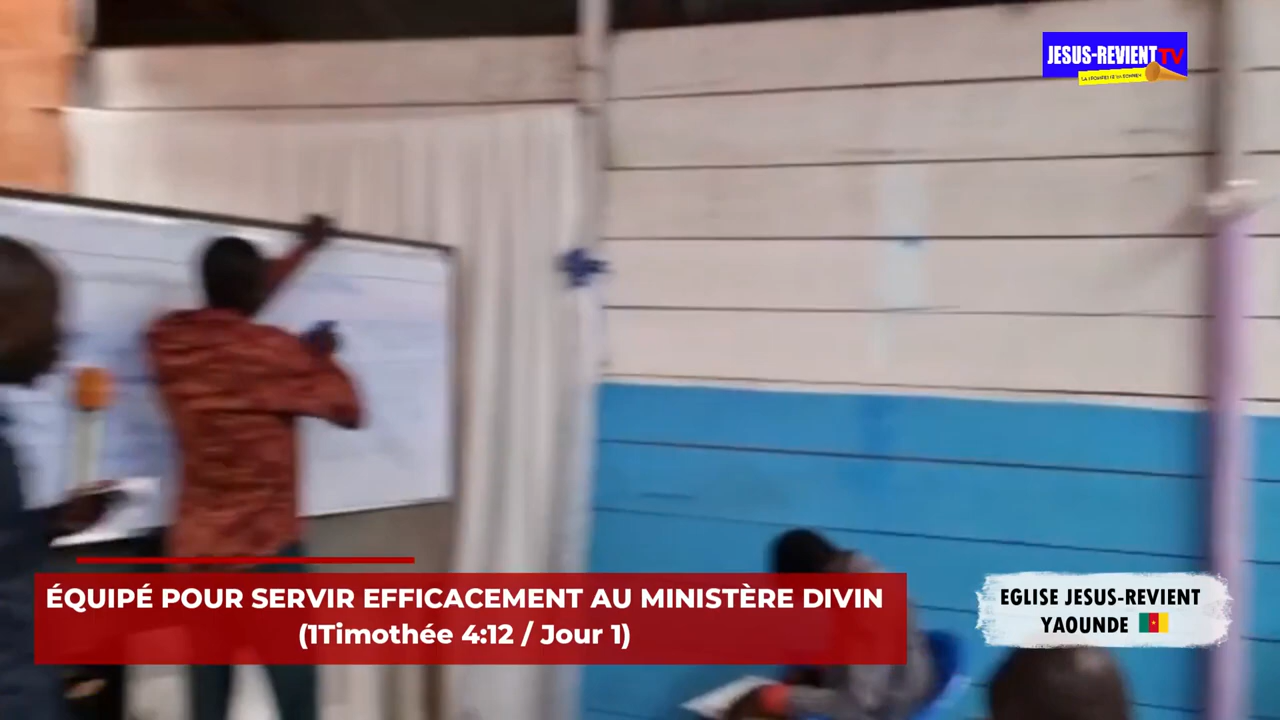 JESUS-REVIENT TV
ÉQUIPÉ POUR SERVIR EFFICACEMENT AU MINISTÈRE DIVIN
(1Timothée 4:12 / Jour 1)
EGLISE JESUS-REVIENT
YAOUNDE